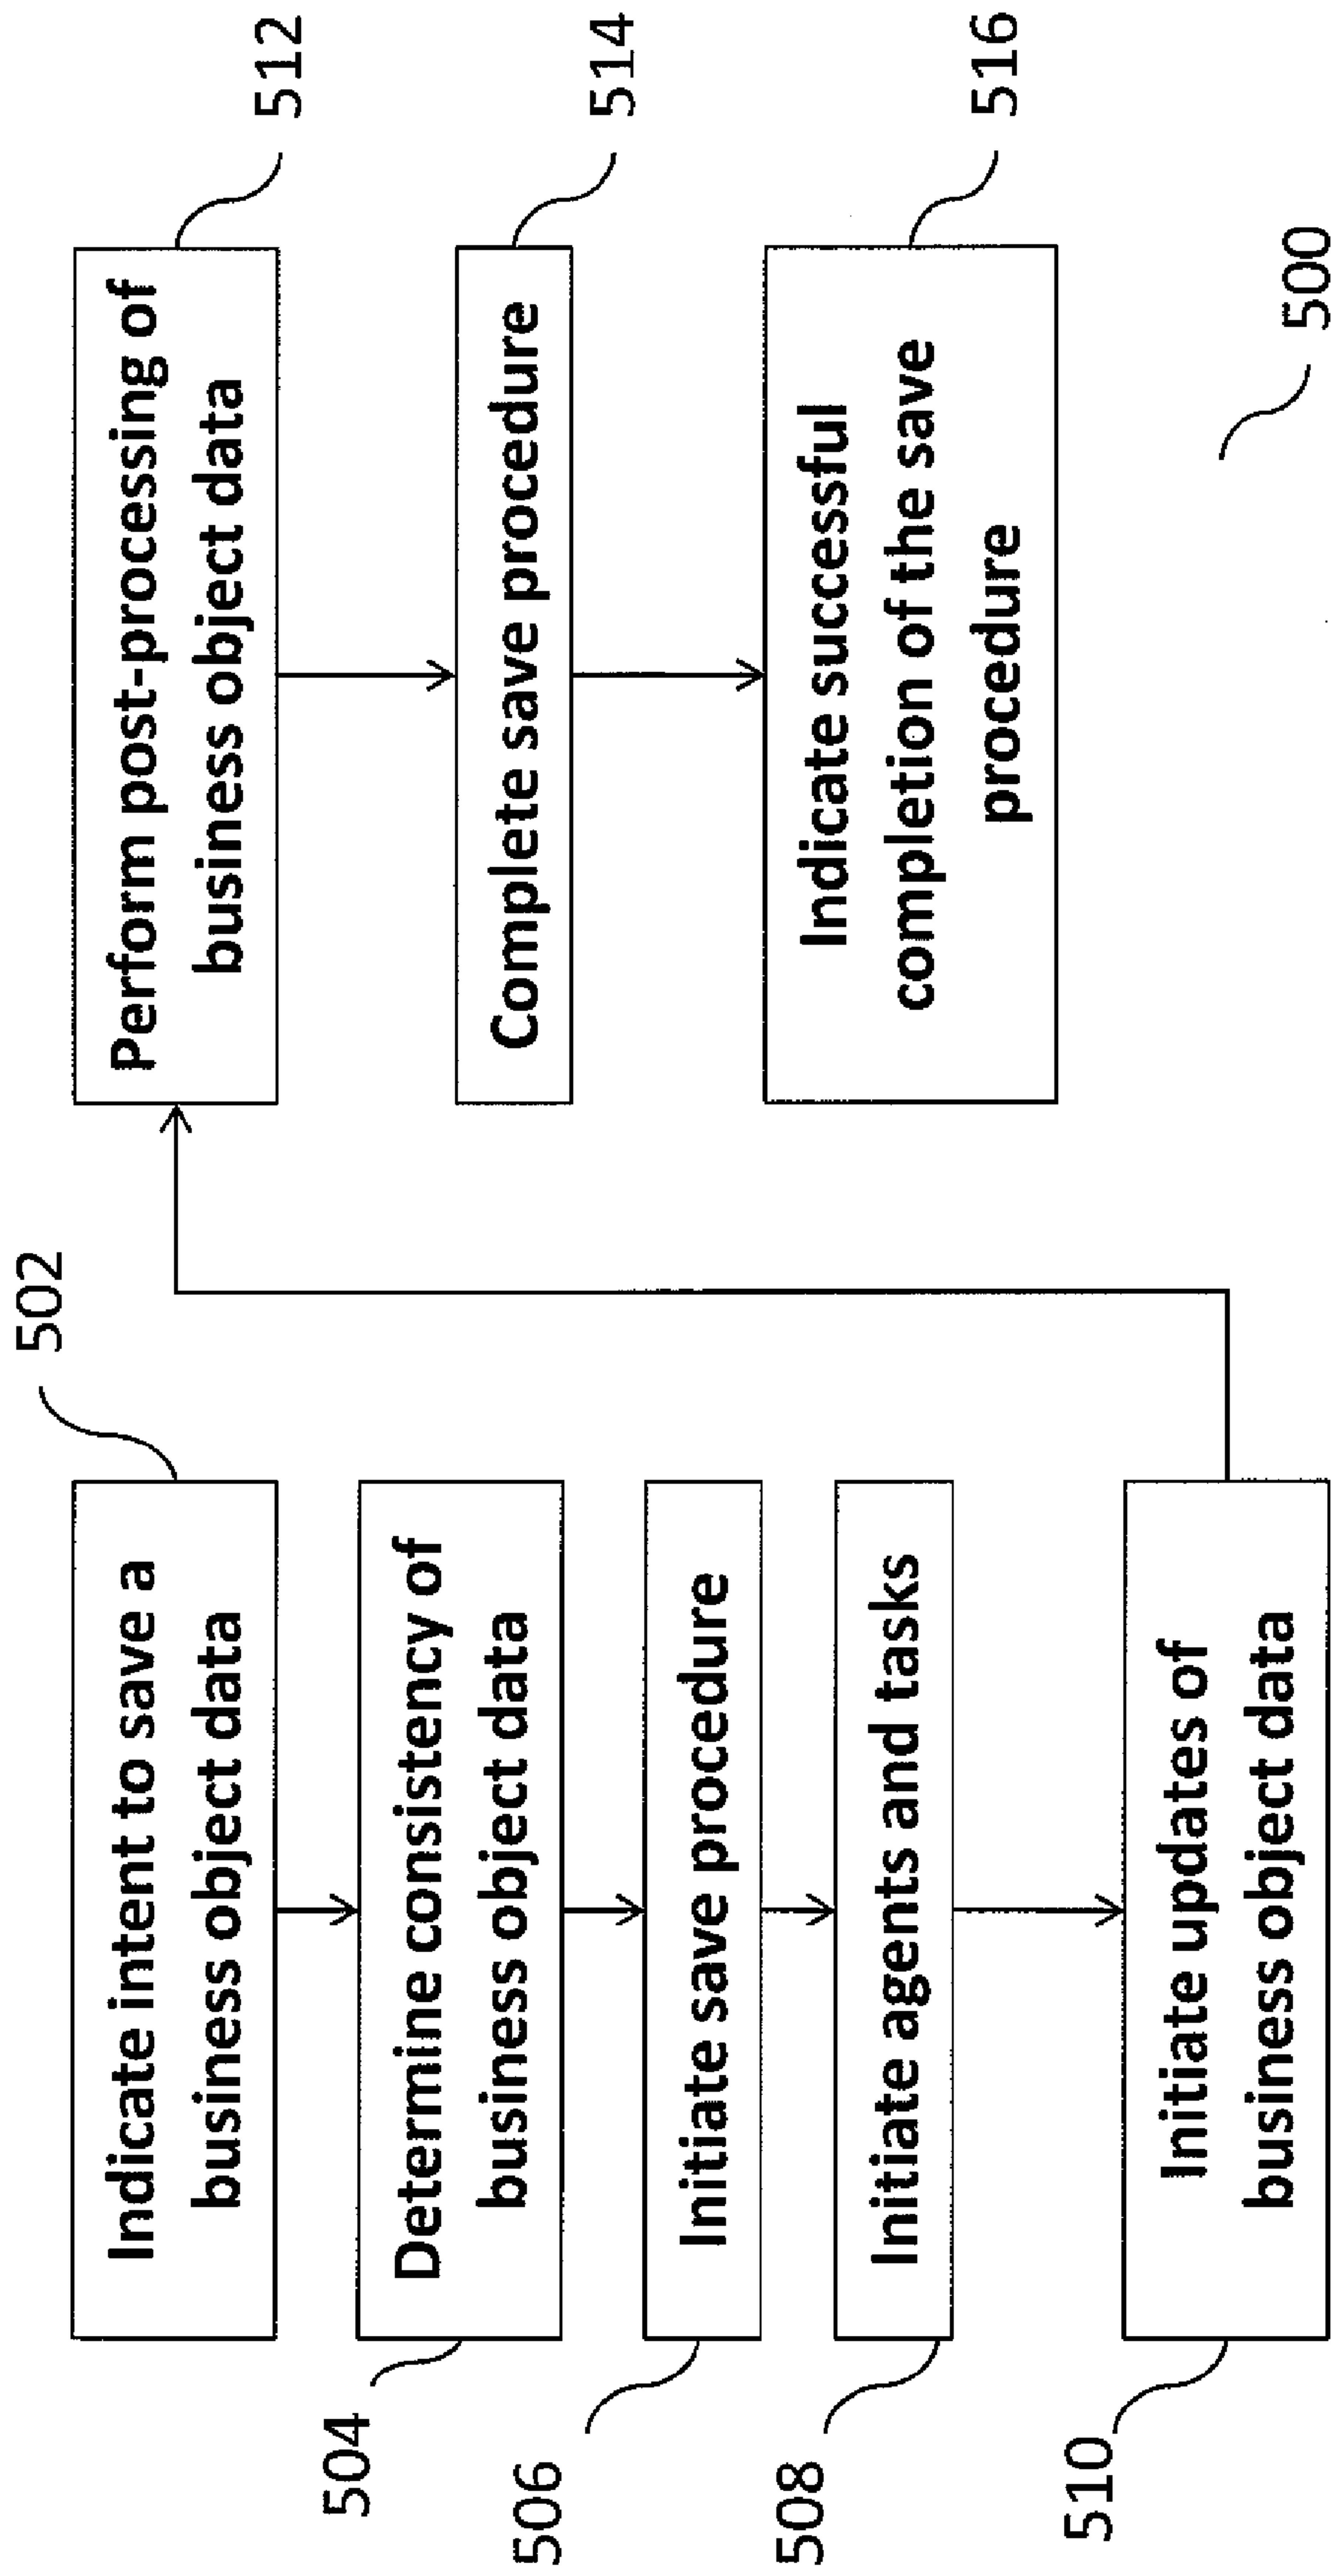 502
Indicate intent to save a
business object data
504
Determine consistency of
business object data
506
Initiate save procedure
508
Initiate agents and tasks
510
Initiate updates of
business object data
512
Perform post-processing of
business object data
514
Complete save procedure
516
Indicate successful
completion of the save
procedure
500